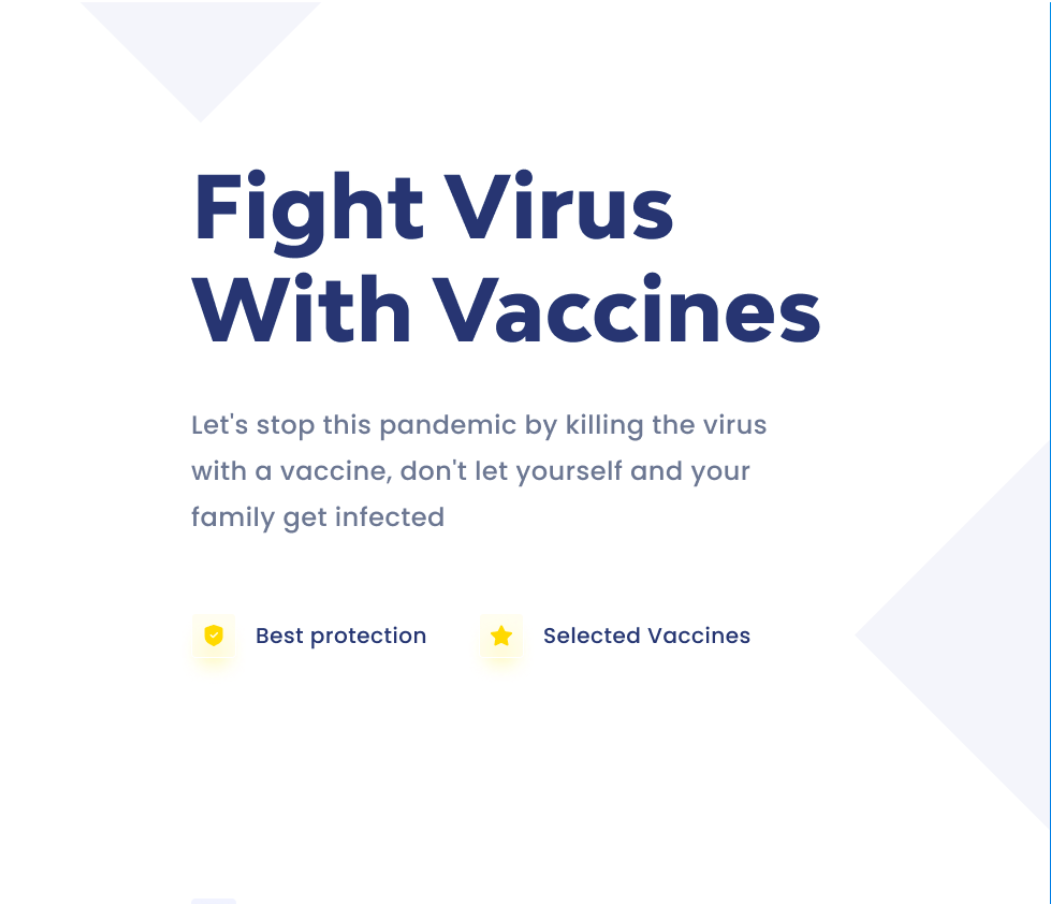 Fight Virus
With Vaccines
Let's stop this pandemic by killing the virus
with a vaccine, don't let yourself and your
family get infected
Best protection
Selected Vaccines